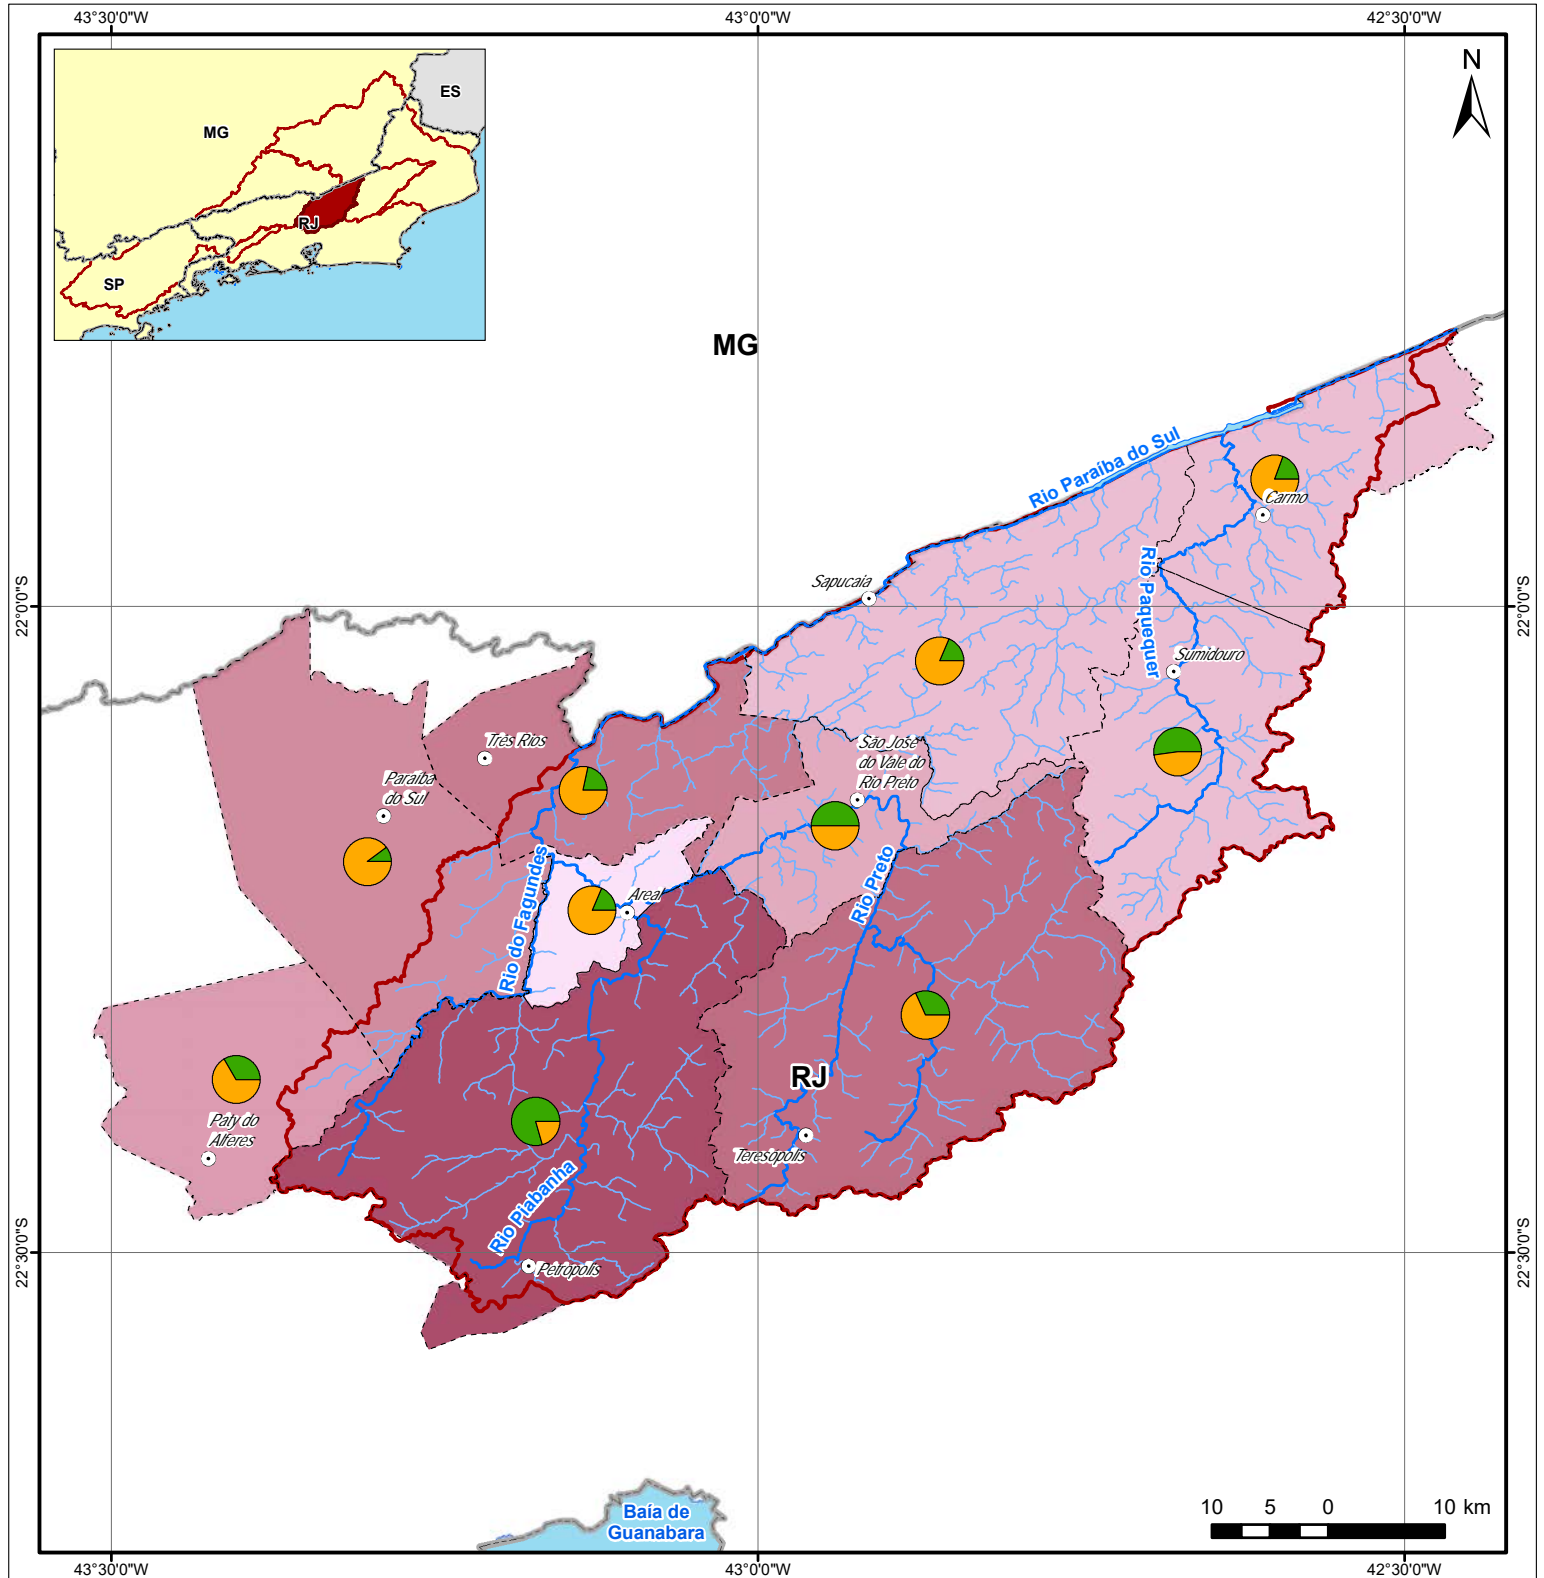 43°30'0"W
43°0'0"W
42°30'0"W
N
ES
MG
RJ
SP
MG
Rio Paraíba do Sul
Carmo
Rio Paquequer
Sapucaia
22°0'0"S
22°0'0"S
Sumidouro
Três Rios
São José
do Vale do
Rio Preto
Paraíba
do Sul
Rio do Fagundes
Areal
Rio Preto
RJ
Paty do
Alferes
Teresópolis
Rio Piabanha
22°30'0"S
22°30'0"S
Petrópolis
Baía de
Guanabara
10 5 0 10 km
43°30'0"W
43°0'0"W
42°30'0"W